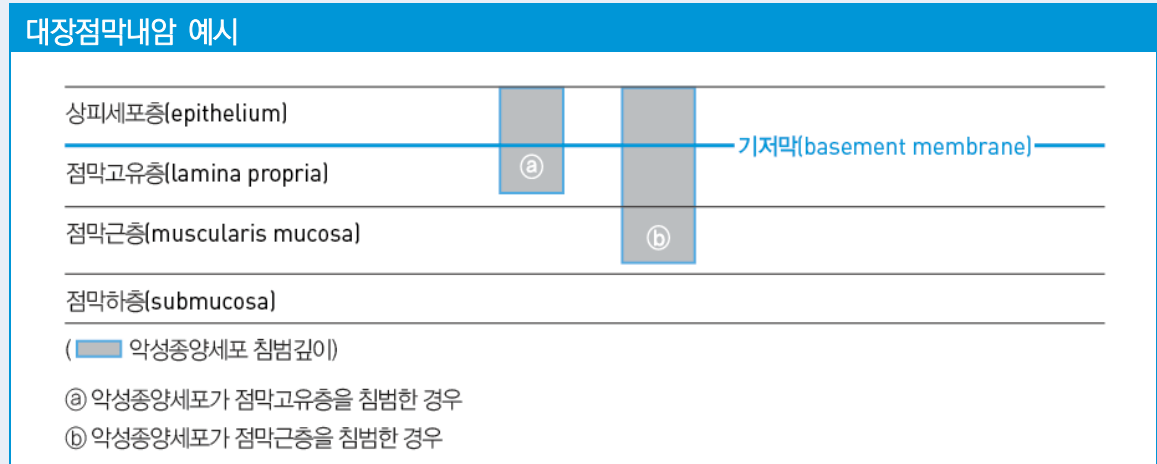 대장점막내암 예시
상피세포층(epithelium)
기저막(basement membrane)
점막고유층(lamina propria)
ⓐ
점막근층(muscularis mucosa)
ⓑ
점막하층(submucosa)
( 악성종양세포 침범깊이)
ⓐ 악성종양세포가 점막고유층을 침범한 경우
ⓑ 악성종양세포가 점막근층을 침범한 경우